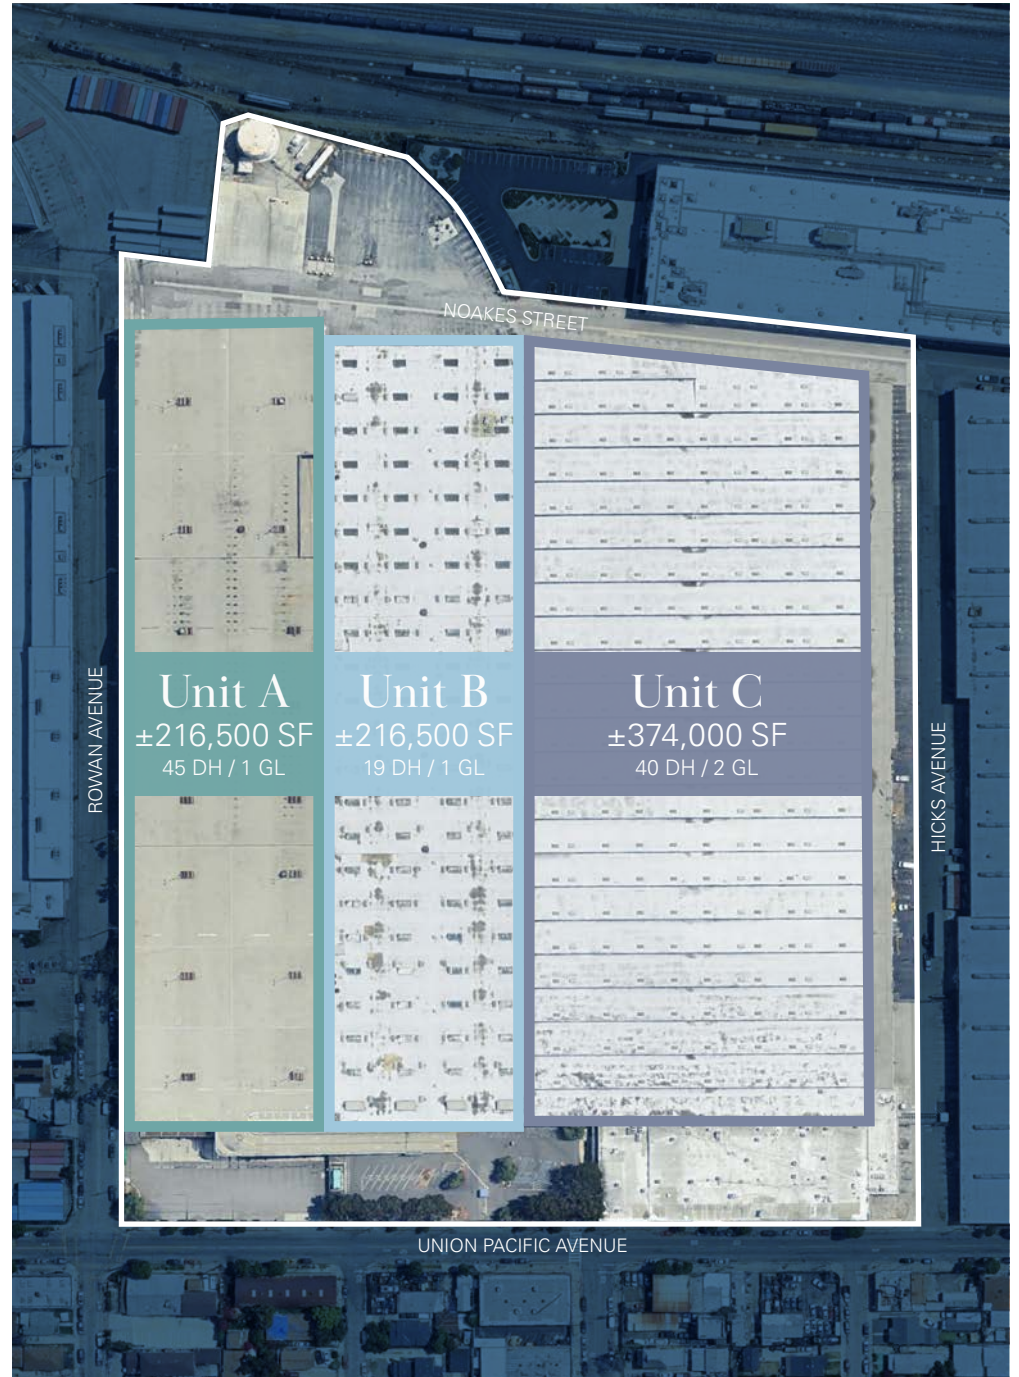 NOAKES STREET
ROWAN AVENUE
Unit A
±216,500 SF
45 DH / 1 GL
Unit B
±216,500 SF
19 DH / 1 GL
Unit C
±374,000 SF
40 DH / 2 GL
HICKS AVENUE
UNION PACIFIC AVENUE